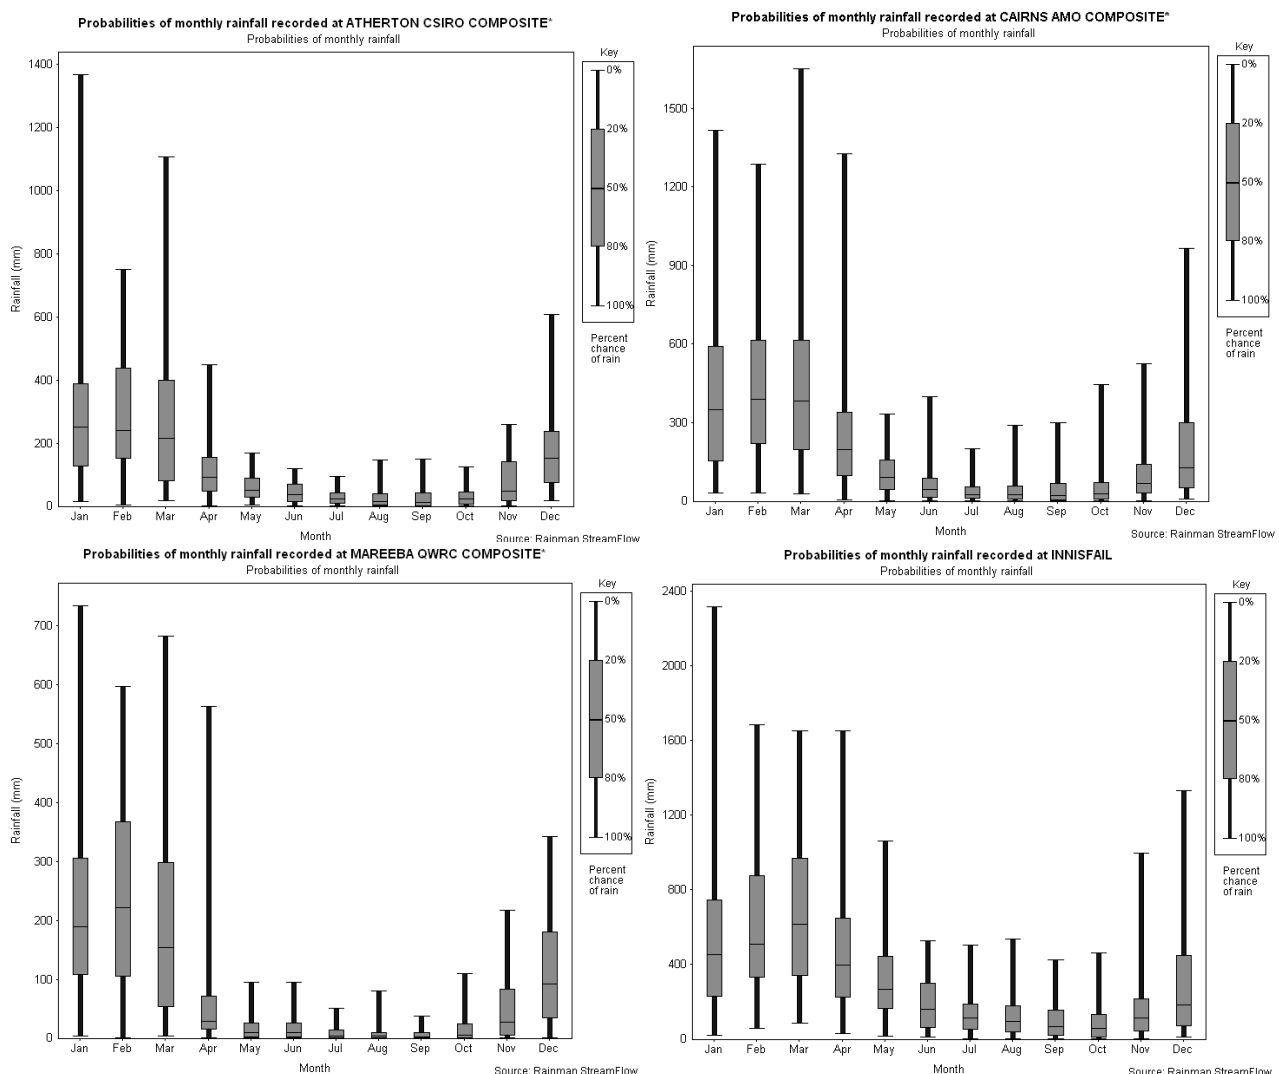 Probabilities of monthly rainfall recorded at ATHERTON CSIRO COMPOSITE*
Probabilities of monthly rainfall
Key
0%
20%
50%
80%
100%
Percent
chance
of rain
1400
1200
1000
800
600
400
200
0
Rainfall (mm)
Jan Feb Mar Apr May Jun Jul Aug Sep Oct Nov Dec
Month
Source: Rainman StreamFlow
Probabilities of monthly rainfall recorded at CAIRNS AMO COMPOSITE*
Probabilities of monthly rainfall
Key
0%
20%
50%
80%
100%
Percent
chance
of rain
1500
1200
900
600
300
0
Rainfall (mm)
Jan Feb Mar Apr May Jun Jul Aug Sep Oct Nov Dec
Month
Source: Rainman StreamFlow
Probabilities of monthly rainfall recorded at MAREEBA QWRC COMPOSITE*
Probabilities of monthly rainfall
Key
0%
20%
50%
80%
100%
Percent
chance
of rain
700
600
500
400
300
200
100
0
Rainfall (mm)
Jan Feb Mar Apr May Jun Jul Aug Sep Oct Nov Dec
Month
Source: Rainman StreamFlow
Probabilities of monthly rainfall recorded at INNISFAIL
Probabilities of monthly rainfall
Key
0%
20%
50%
80%
100%
Percent
chance
of rain
2400
2000
1600
1200
800
400
0
Rainfall (mm)
Jan Feb Mar Apr May Jun Jul Aug Sep Oct Nov Dec
Month
Source: Rainman StreamFlow